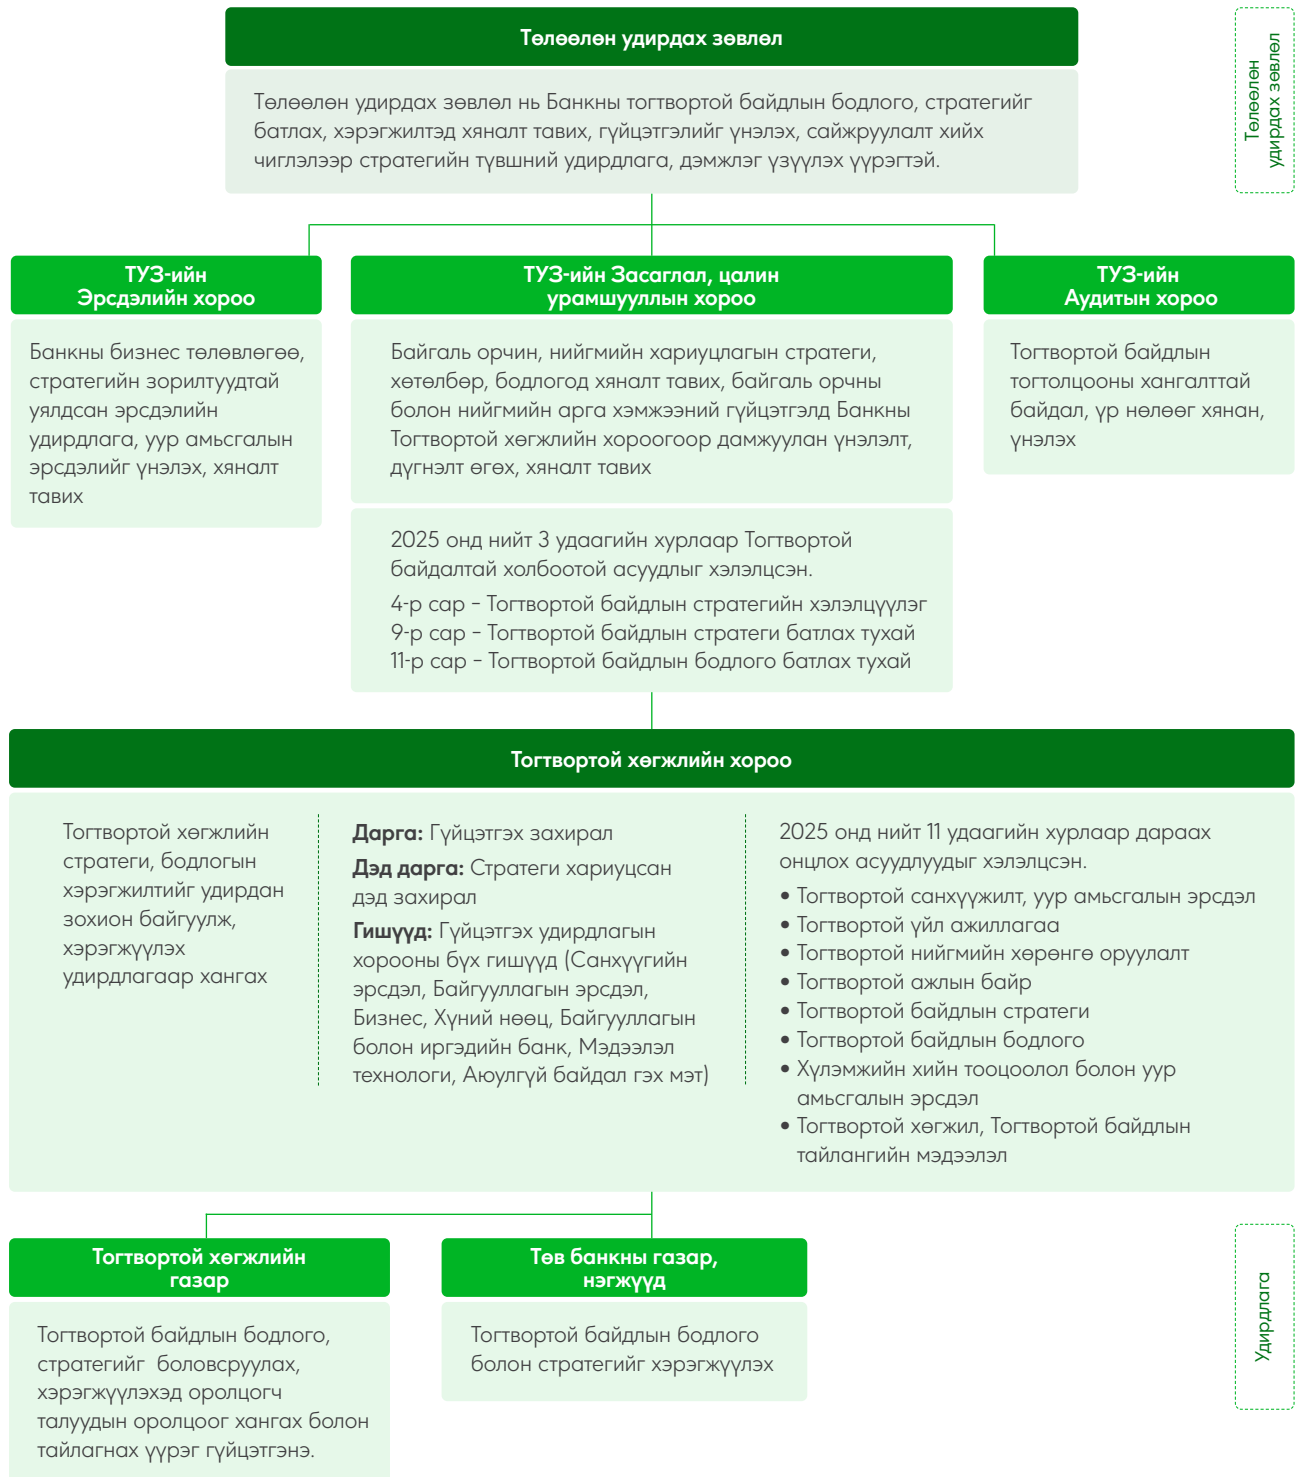 Төлөөлөн удирдах зөвлөл
Төлөөлөн
удирдах зөвлөл
Төлөөлөн удирдах зөвлөл нь Банкны тогтвортой байдлын бодлого, стратегийг
батлах, хэрэгжилтэд хяналт тавих, гүйцэтгэлийг үнэлэх, сайжруулалт хийх
чиглэлээр стратегийн түвшний удирдлага, дэмжлэг үзүүлэх үүрэгтэй.
ТУЗ-ийн
Эрсдэлийн хороо
Банкны бизнес төлөвлөгөө,
стратегийн зорилтуудтай
уялдсан эрсдэлийн
удирдлага, уур амьсгалын
эрсдэлийг үнэлэх, хяналт
тавих
ТУЗ-ийн Засаглал, цалин
урамшууллын хороо
Байгаль орчин, нийгмийн хариуцлагын стратеги,
хөтөлбөр, бодлогод хяналт тавих, байгаль орчны
болон нийгмийн арга хэмжээний гүйцэтгэлд Банкны
Тогтвортой хөгжлийн хороогоор дамжуулан үнэлэлт,
дүгнэлт өгөх, хяналт тавих
2025 онд нийт 3 удаагийн хурлаар Тогтвортой
байдалтай холбоотой асуудлыг хэлэлцсэн.
4-р сар – Тогтвортой байдлын стратегийн хэлэлцүүлэг
9-р сар – Тогтвортой байдлын стратеги батлах тухай
11-р сар – Тогтвортой байдлын бодлого батлах тухай
ТУЗ-ийн
Аудитын хороо
Тогтвортой байдлын
тогтолцооны хангалттай
байдал, үр нөлөөг хянан,
үнэлэх
Тогтвортой хөгжлийн хороо
Тогтвортой хөгжлийн
стратеги, бодлогын
хэрэгжилтийг удирдан
зохион байгуулж,
хэрэгжүүлэх
удирдлагаар хангах
Дарга: Гүйцэтгэх захирал
Дэд дарга: Стратеги хариуцсан
дэд захирал
Гишүүд: Гүйцэтгэх удирдлагын
хорооны бүх гишүүд (Санхүүгийн
эрсдэл, Байгууллагын эрсдэл,
Бизнес, Хүний нөөц, Байгууллагын
болон иргэдийн банк, Мэдээлэл
технологи, Аюулгүй байдал гэх мэт)
2025 онд нийт 11 удаагийн хурлаар дараах
онцлох асуудлуудыг хэлэлцсэн.
• Тогтвортой санхүүжилт, уур амьсгалын эрсдэл
• Тогтвортой үйл ажиллагаа
• Тогтвортой нийгмийн хөрөнгө оруулалт
• Тогтвортой ажлын байр
• Тогтвортой байдлын стратеги
• Тогтвортой байдлын бодлого
• Хүлэмжийн хийн тооцоолол болон уур
амьсгалын эрсдэл
• Тогтвортой хөгжил, Тогтвортой байдлын
тайлангийн мэдээлэл
Тогтвортой хөгжлийн
газар
Тогтвортой байдлын бодлого,
стратегийг боловсруулах,
хэрэгжүүлэхэд оролцогч
талуудын оролцоог хангах болон
тайлагнах үүрэг гүйцэтгэнэ.
Төв банкны газар,
нэгжүүд
Тогтвортой байдлын бодлого
болон стратегийг хэрэгжүүлэх
Удирдлага